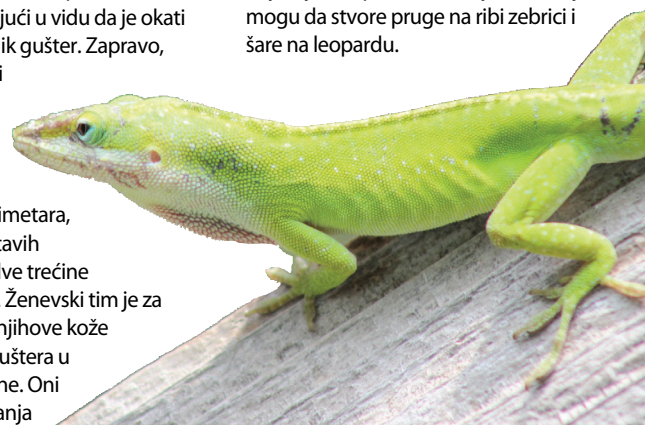 jući u vidu da je okati
ik gušter. Zapravo,
i
imetara,
tavih
lve trećine
. Ženevski tim je za
njihove kože
uštera u
ne. Oni
anja
mogu da stvore pruge na ribi zebrici i
šare na leopardu.